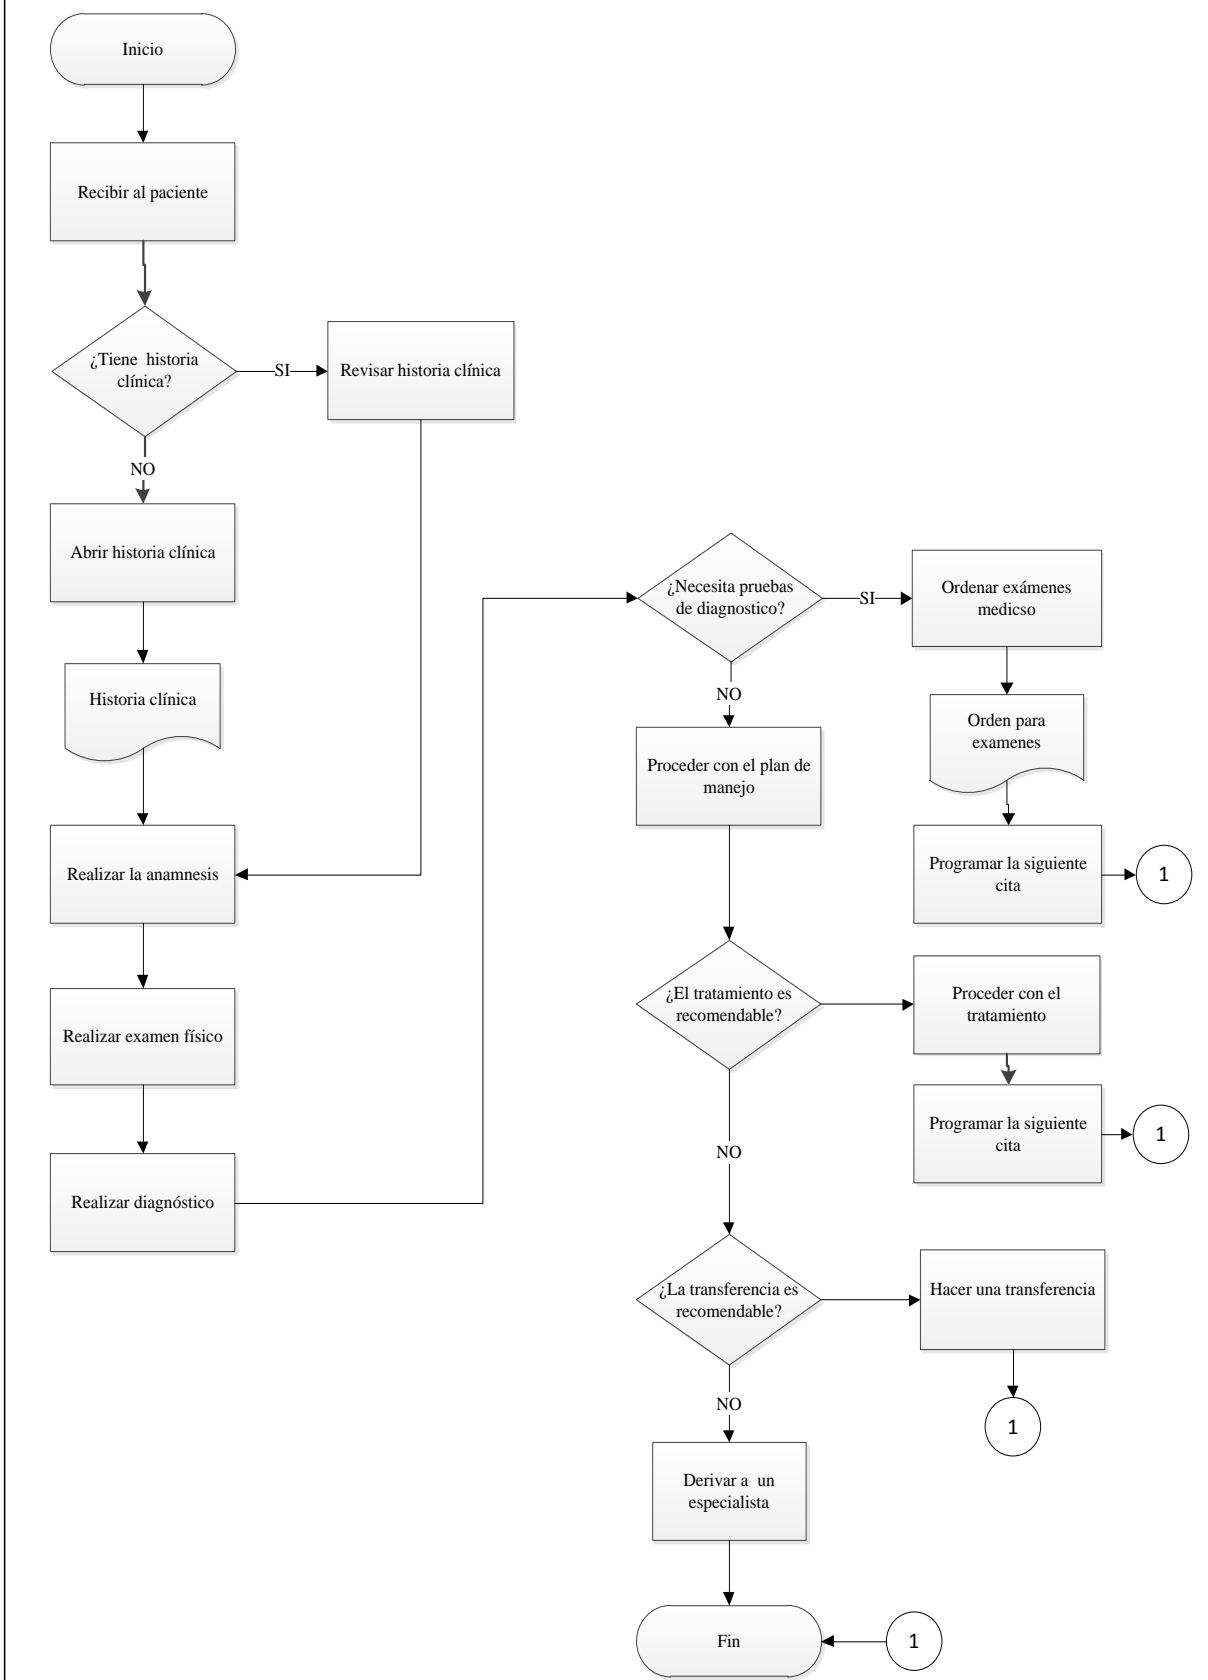 Inicio
Recibir al paciente
¿Tiene historia
clínica?
SI
Revisar historia clínica
NO
Abrir historia clínica
Historia clínica
Realizar la anamnesis
Realizar examen físico
Realizar diagnóstico
¿Necesita pruebas
de diagnostico?
SI
Ordenar exámenes
medicso
Orden para
examenes
Programar la siguiente
cita
1
NO
Proceder con el plan de
manejo
¿El tratamiento es
recomendable?
Proceder con el
tratamiento
Programar la siguiente
cita
1
NO
¿La transferencia es
recomendable?
Hacer una transferencia
1
NO
Derivar a un
especialista
Fin
1